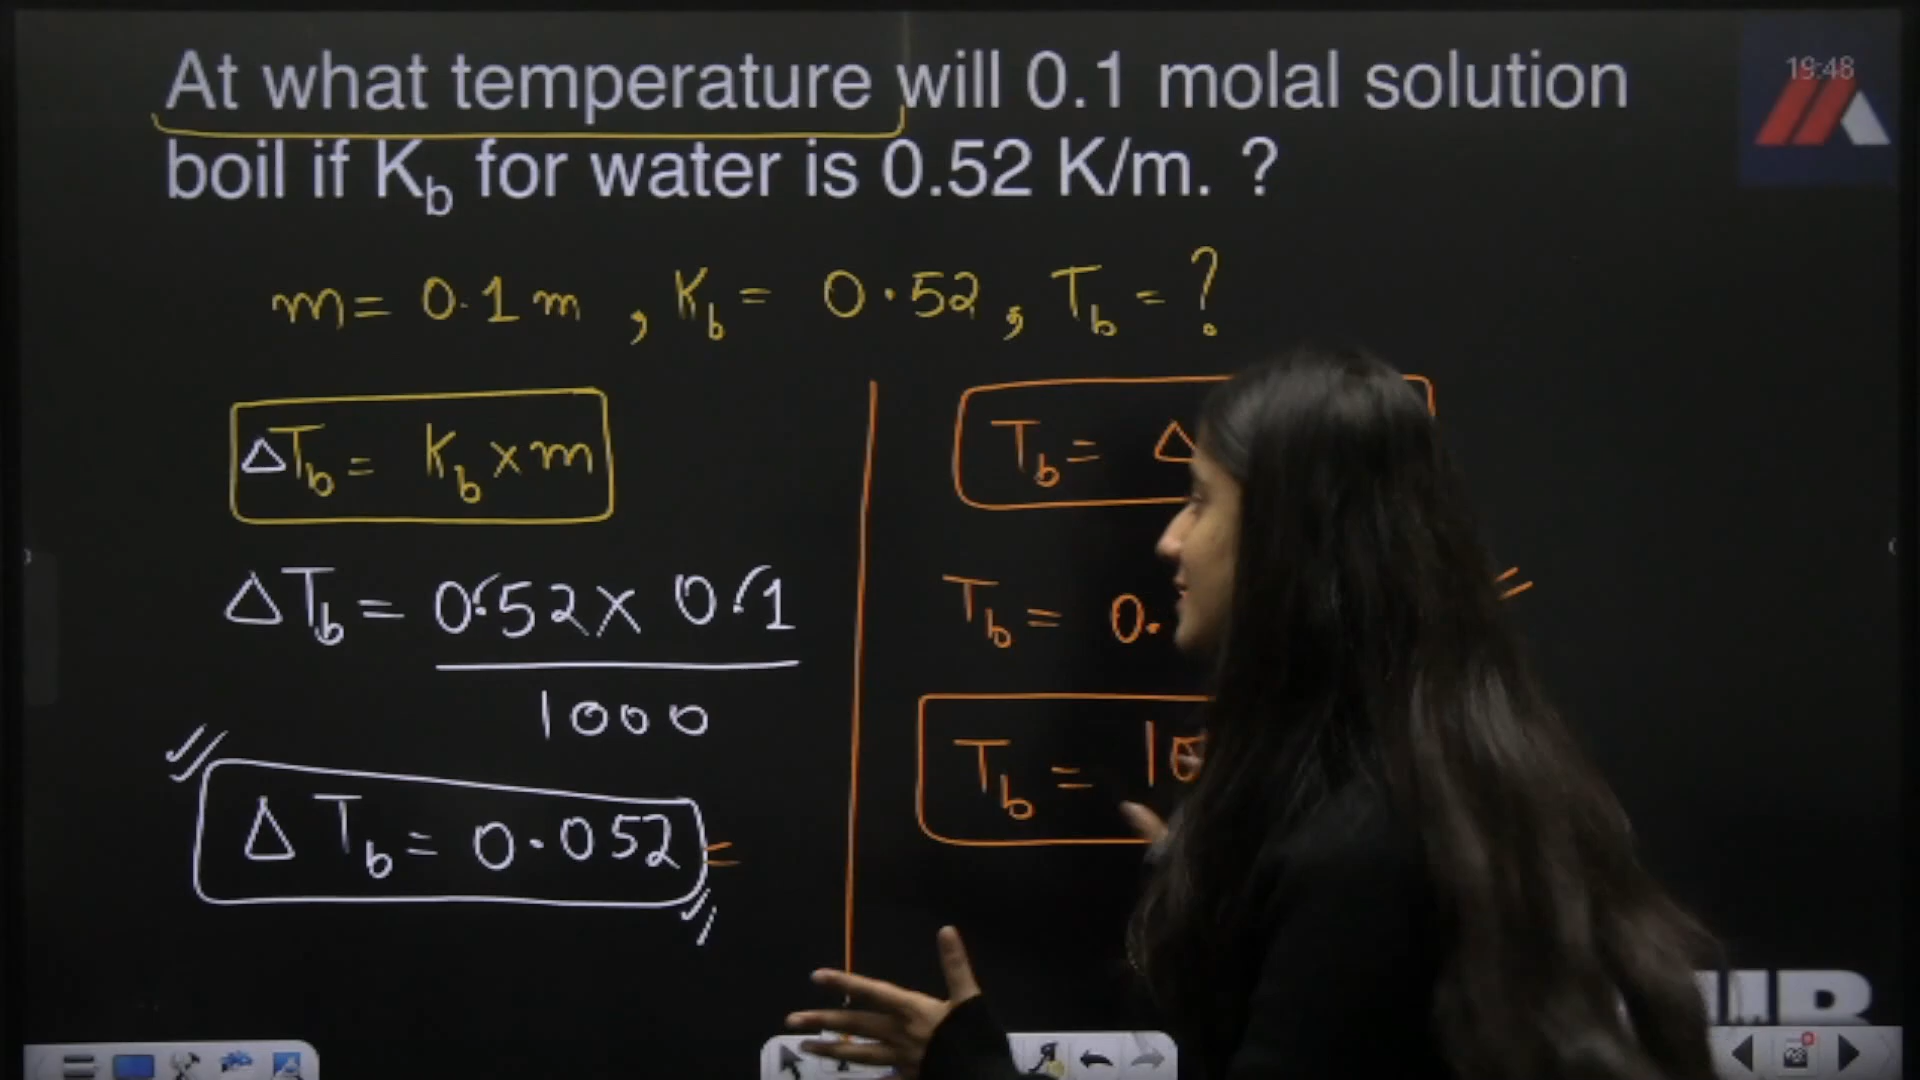 At what temperature will 0.1 molal solution
boil if Kb for water is 0.52 K/m. ?
19:48
m = 0.1 m , Kb = 0.52 , Tb = ?
ΔTb = Kb × m
ΔTb = 0.52 × 0.1
1000
ΔTb = 0.052
Tb = Δ
Tb = 0.
Tb = 10